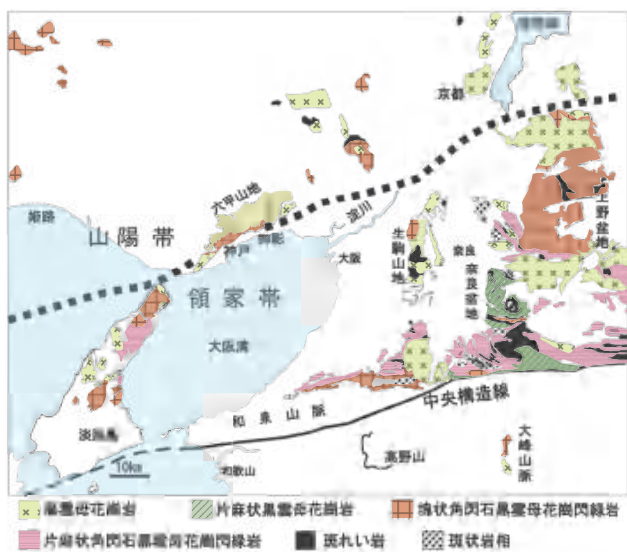 京都
六甲山地
淀川
姫路
山陽帯
神戸
御影
大阪
生駒山地
奈良
奈良盆地
上野盆地
領家帯
大阪湾
和泉山脈
中央構造線
淡路島
10km
和歌山
高野山
大峰山脈
黒雲母花崗岩
片麻状黒雲母花崗岩
塊状角閃石黒雲母花崗閃緑岩
片麻状角閃石黒雲母花崗閃緑岩
斑れい岩
斑状岩相